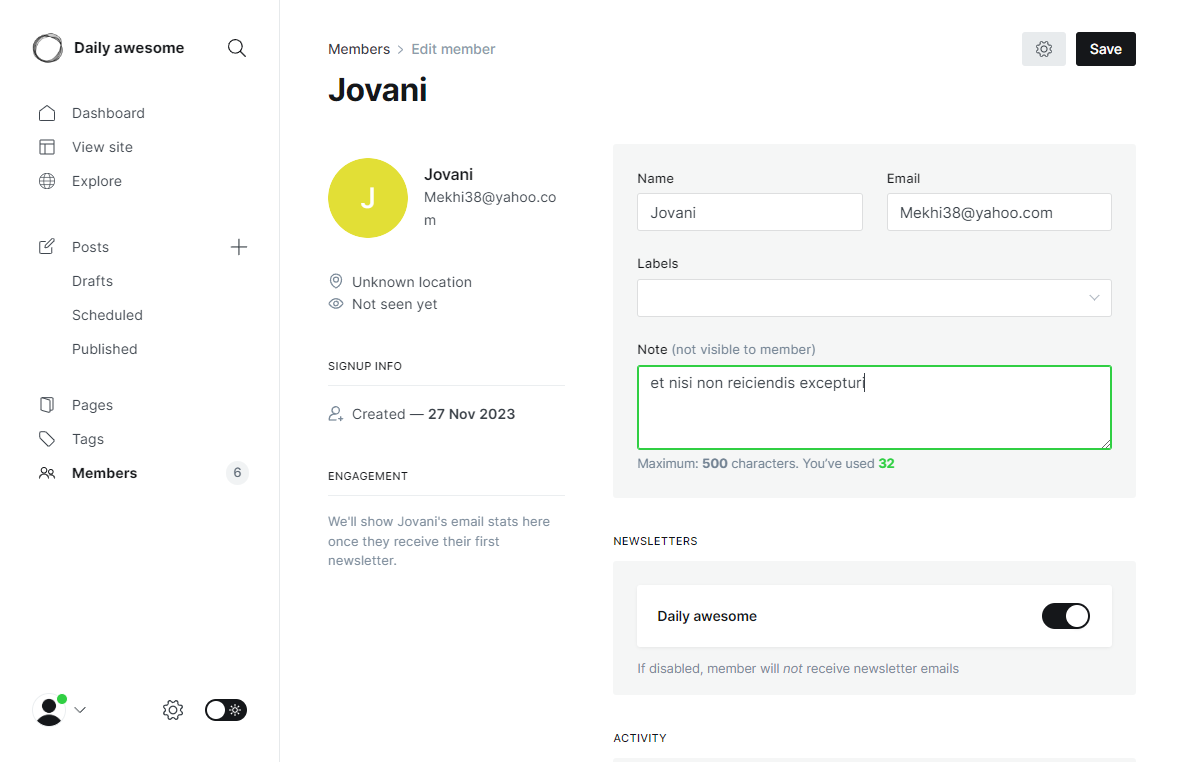 Daily awesome
Dashboard
View site
Explore
Posts
Drafts
Scheduled
Published
Pages
Tags
Members 6
Members > Edit member
Save
Jovani
J
Jovani
Mekhi38@yahoo.co
m
Unknown location
Not seen yet
SIGNUP INFO
Created — 27 Nov 2023
ENGAGEMENT
We'll show Jovani's email stats here
once they receive their first
newsletter.
Name Email
Jovani Mekhi38@yahoo.com
Labels
Note (not visible to member)
et nisi non reiciendis excepturi
Maximum: 500 characters. You've used 32
NEWSLETTERS
Daily awesome
If disabled, member will not receive newsletter emails
ACTIVITY